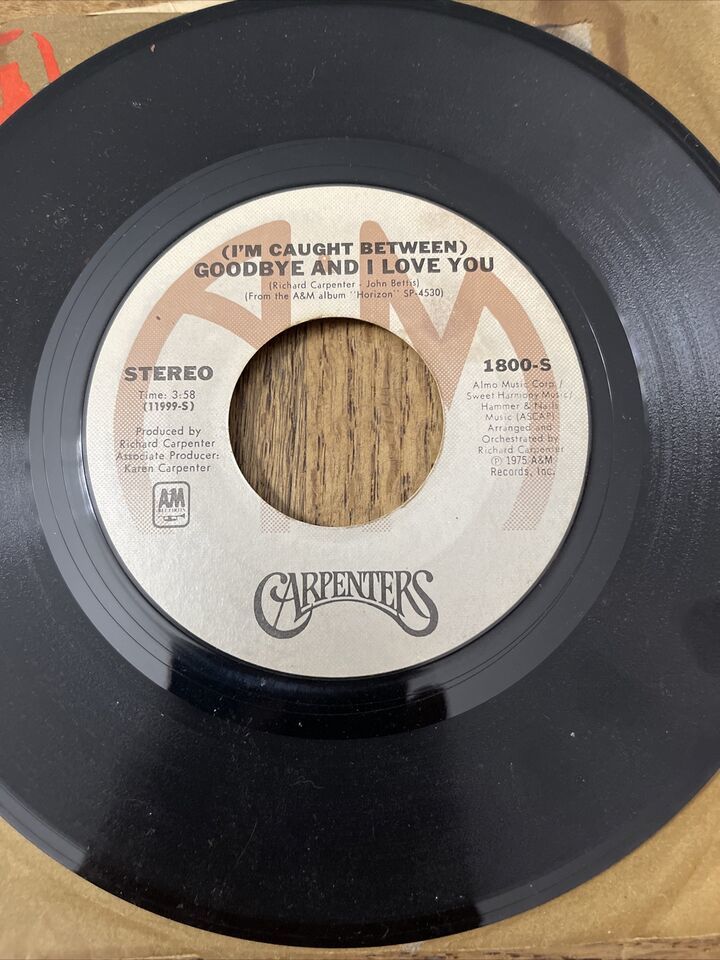 (I'M CAUGHT BETWEEN)
GOODBYE AND I LOVE YOU
(Richard Carpenter - John Bettis)
(From the A&M album "Horizon" SP-4530)
STEREO
Time: 3:58
(11999-S)
Produced by
Richard Carpenter
Associate Producer:
Karen Carpenter
A&M
RECORDS
1800-S
Almo Music Corp./
Sweet Harmony Music/
Hammer & Nails
Music (ASCAP)
Arranged and
Orchestrated by
Richard Carpenter
℗ 1975 A&M
Records, Inc.
CARPENTERS